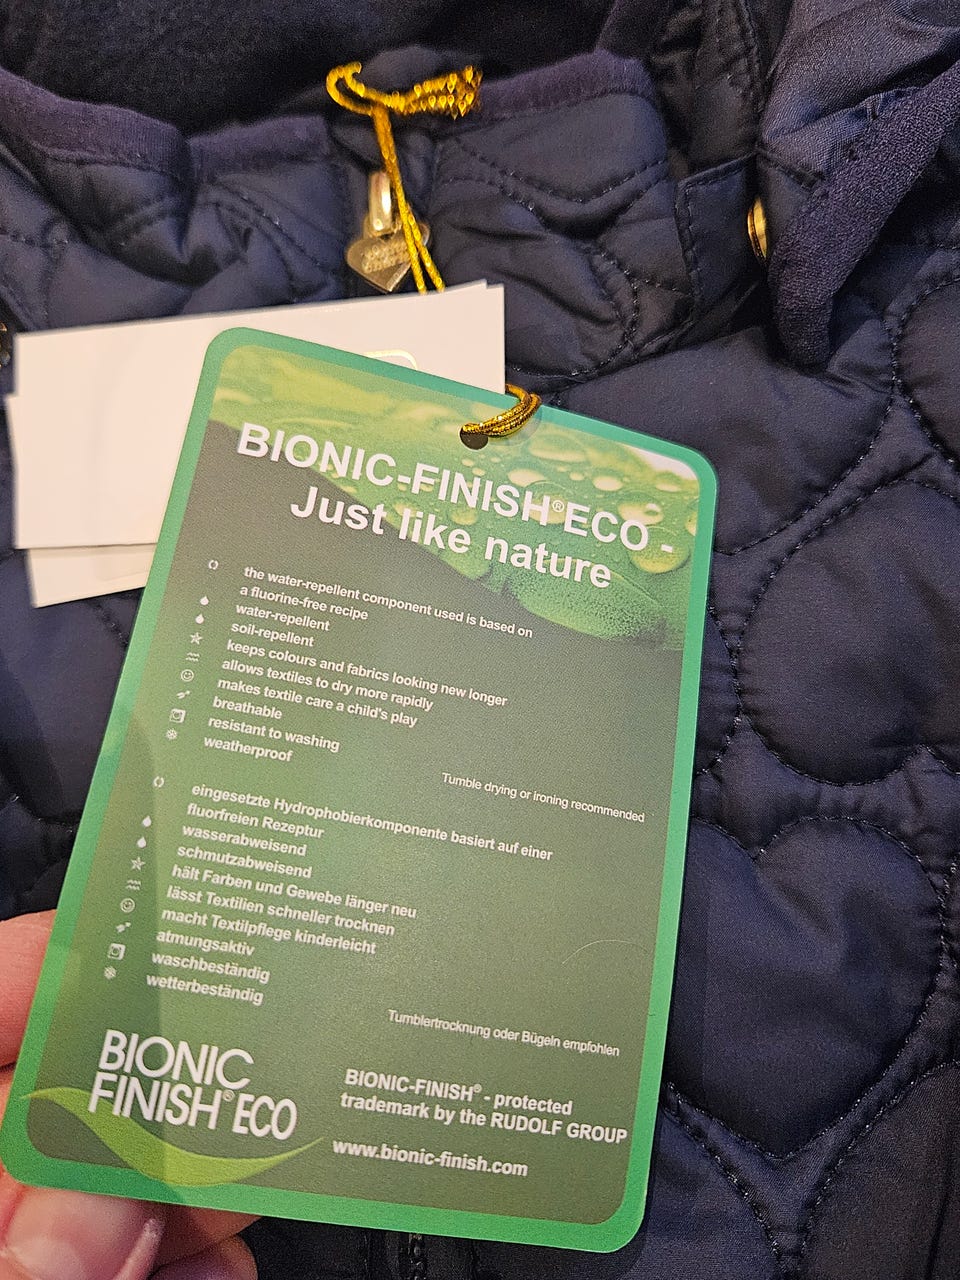 BIONIC-FINISH®ECO -
Just like nature
the water-repellent component used is based on
a fluorine-free recipe
water-repellent
soil-repellent
keeps colours and fabrics looking new longer
allows textiles to dry more rapidly
makes textile care a child's play
breathable
resistant to washing
weatherproof
Tumble drying or ironing recommended
eingesetzte Hydrophobierkomponente basiert auf einer
fluorfreien Rezeptur
wasserabweisend
schmutzabweisend
hält Farben und Gewebe länger neu
lässt Textilien schneller trocknen
macht Textilpflege kinderleicht
atmungsaktiv
waschbeständig
wetterbeständig
Tumblertrocknung oder Bügeln empfohlen
BIONIC
FINISH®ECO
BIONIC-FINISH® - protected
trademark by the RUDOLF GROUP
www.bionic-finish.com